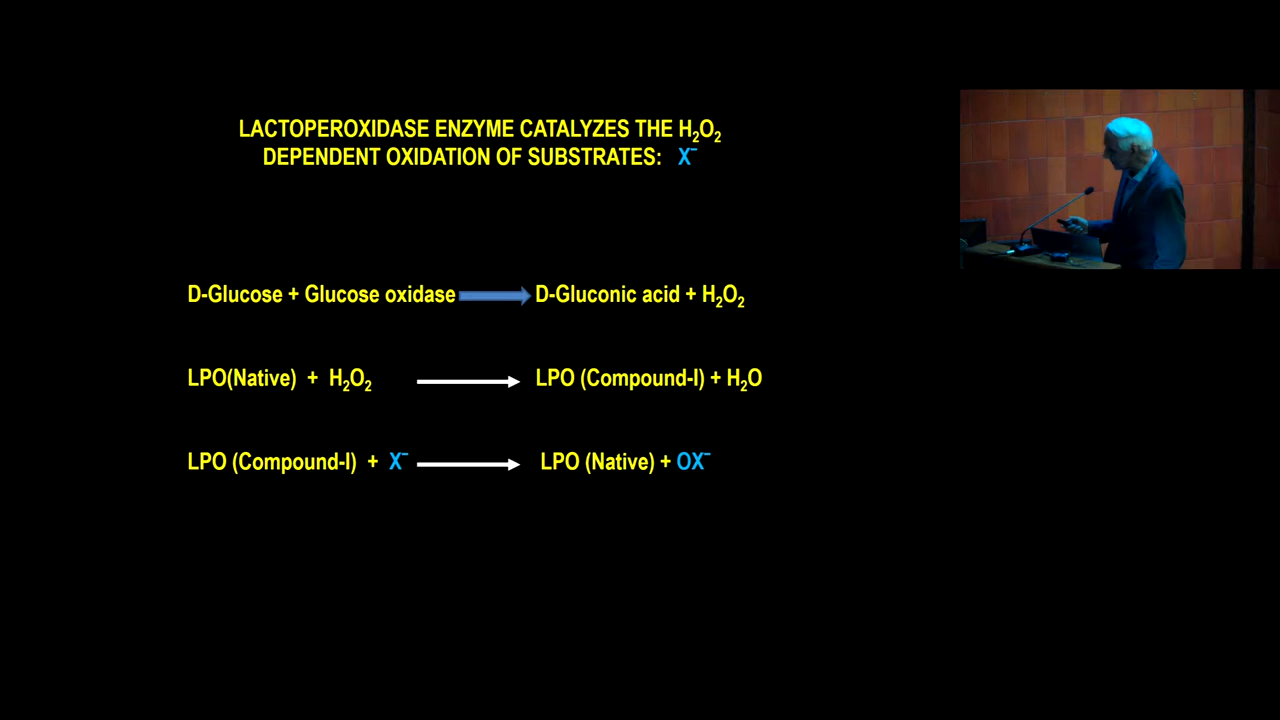 LACTOPEROXIDASE ENZYME CATALYZES THE H₂O₂
DEPENDENT OXIDATION OF SUBSTRATES: X⁻
D-Glucose + Glucose oxidase → D-Gluconic acid + H₂O₂
LPO(Native) + H₂O₂ → LPO (Compound-I) + H₂O
LPO (Compound-I) + X⁻ → LPO (Native) + OX⁻